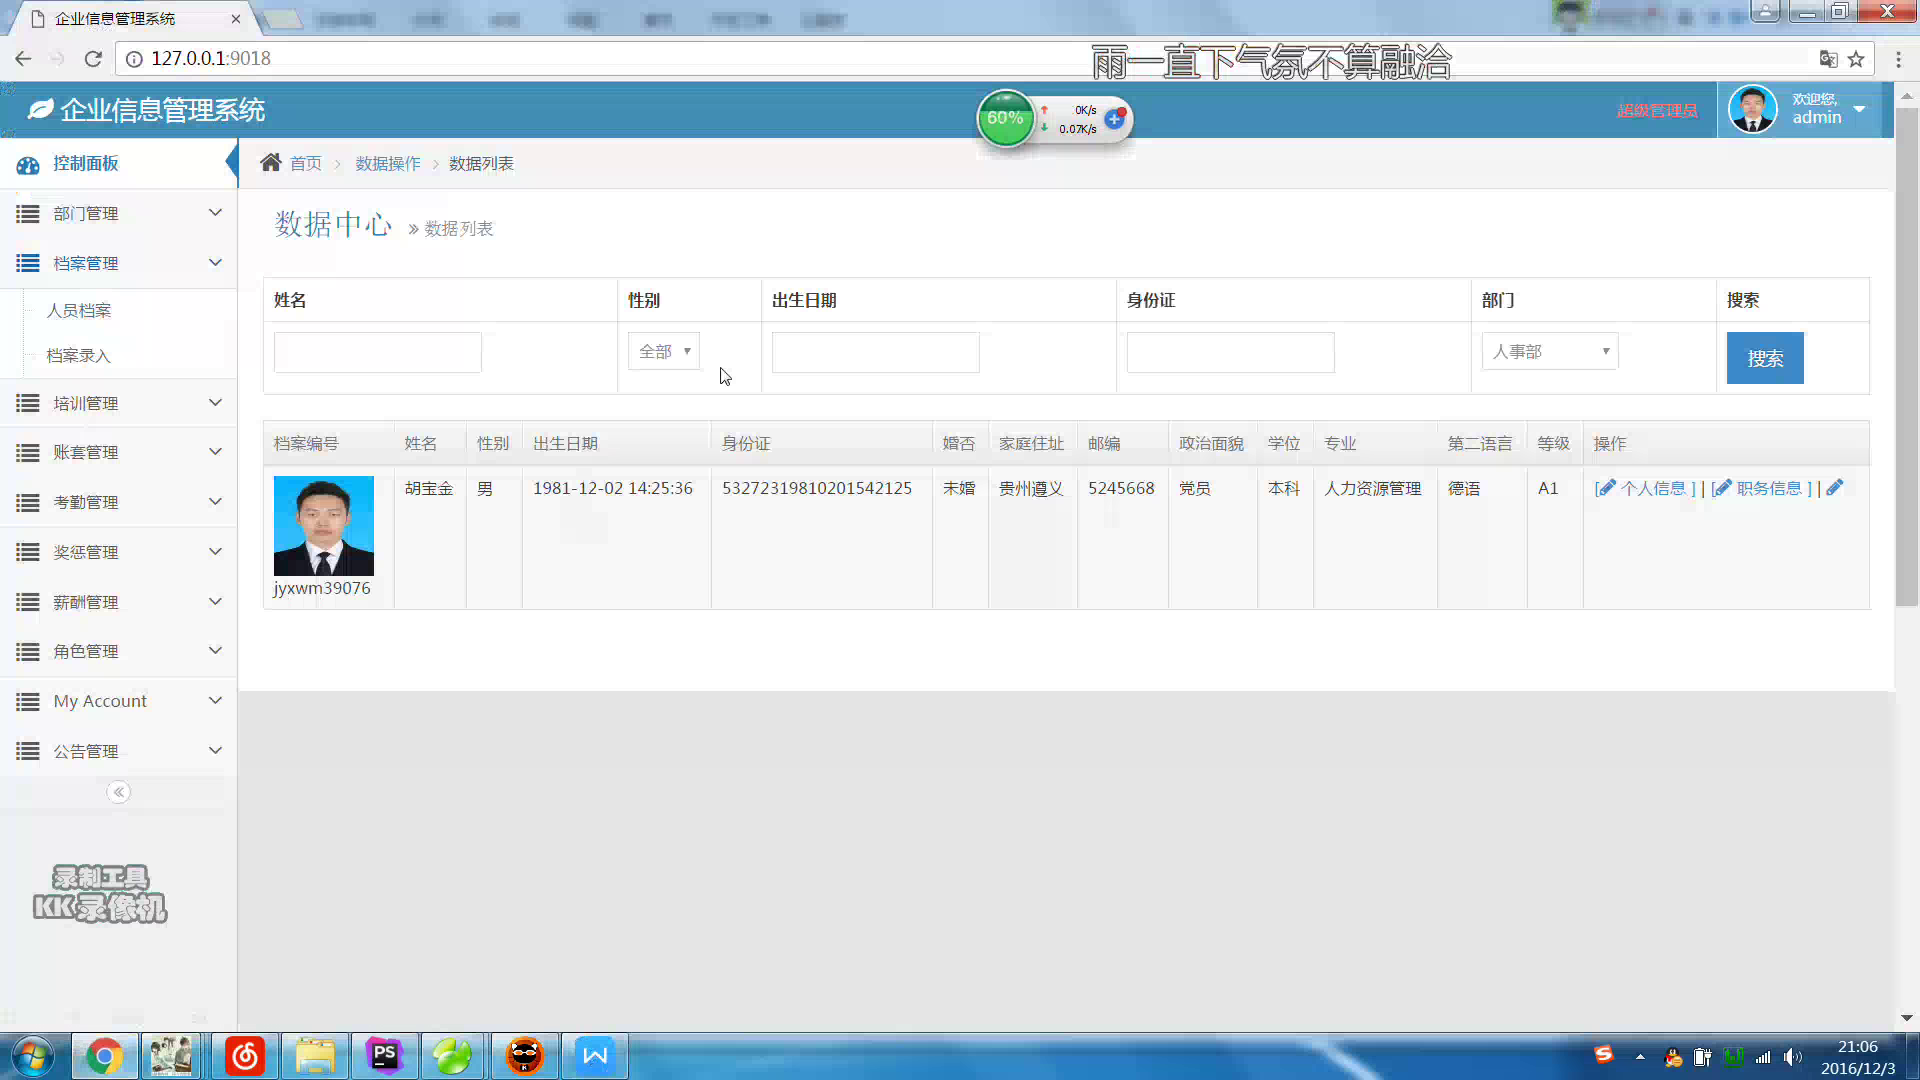 企业信息管理系统
127.0.0.1:9018
雨一直下气氛不算融洽
企业信息管理系统
60%
0K/s
0.07K/s
超级管理员
欢迎您,
admin
控制面板
首页
数据操作
数据列表
部门管理
档案管理
人员档案
档案录入
培训管理
账套管理
考勤管理
奖惩管理
薪酬管理
角色管理
My Account
公告管理
数据中心 » 数据列表
姓名 性别 出生日期 身份证 部门 搜索
全部 人事部 搜索
档案编号 姓名 性别 出生日期 身份证 婚否 家庭住址 邮编 政治面貌 学位 专业 第二语言 等级 操作
胡宝金 男 1981-12-02 14:25:36 53272319810201542125 未婚 贵州遵义 5245668 党员 本科 人力资源管理 德语 A1 [ 个人信息 ] | [ 职务信息 ] |
jyxwm39076
录制工具
KK录像机
PS
21:06
2016/12/3